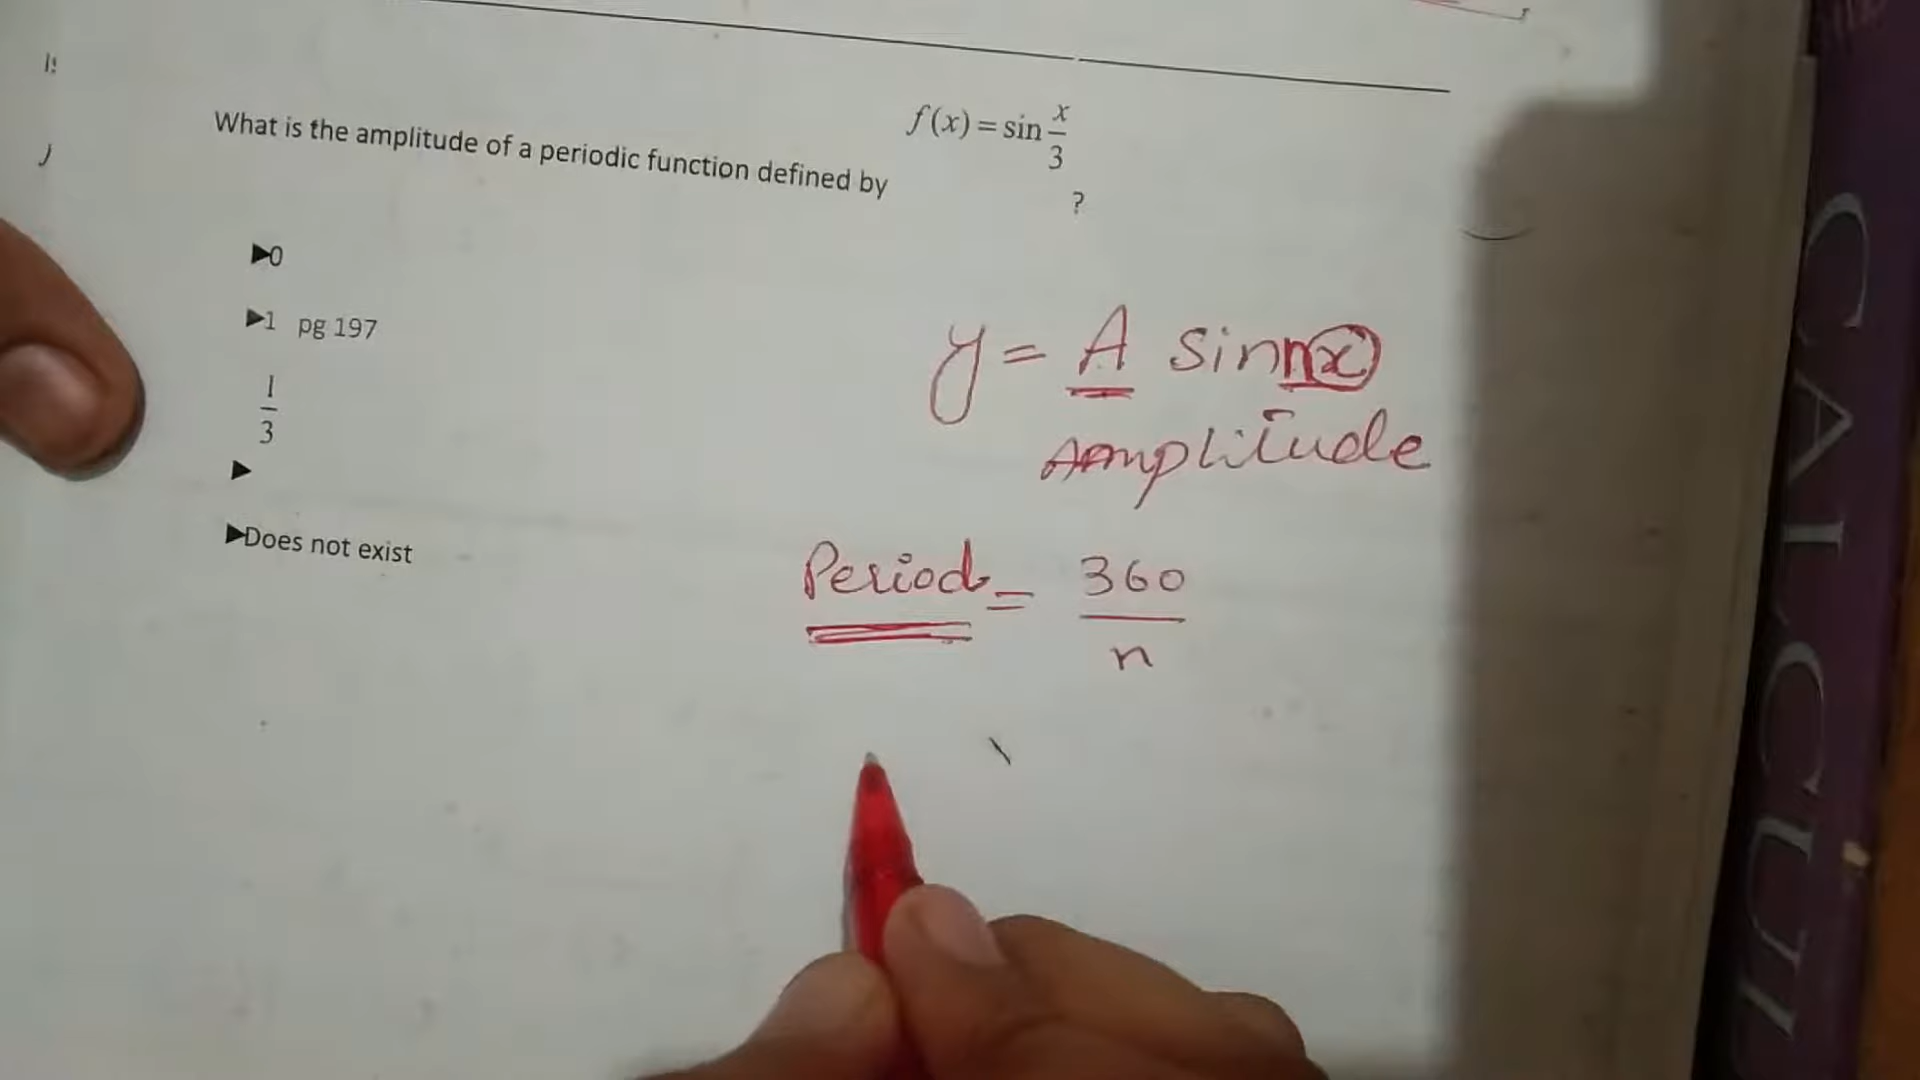 What is the amplitude of a periodic function defined by f(x) = sin x/3 ?
▶0
▶1 pg 197
1/3
▶
▶Does not exist
y = A sin nx
Amplitude
Period = 360/n
CALCU